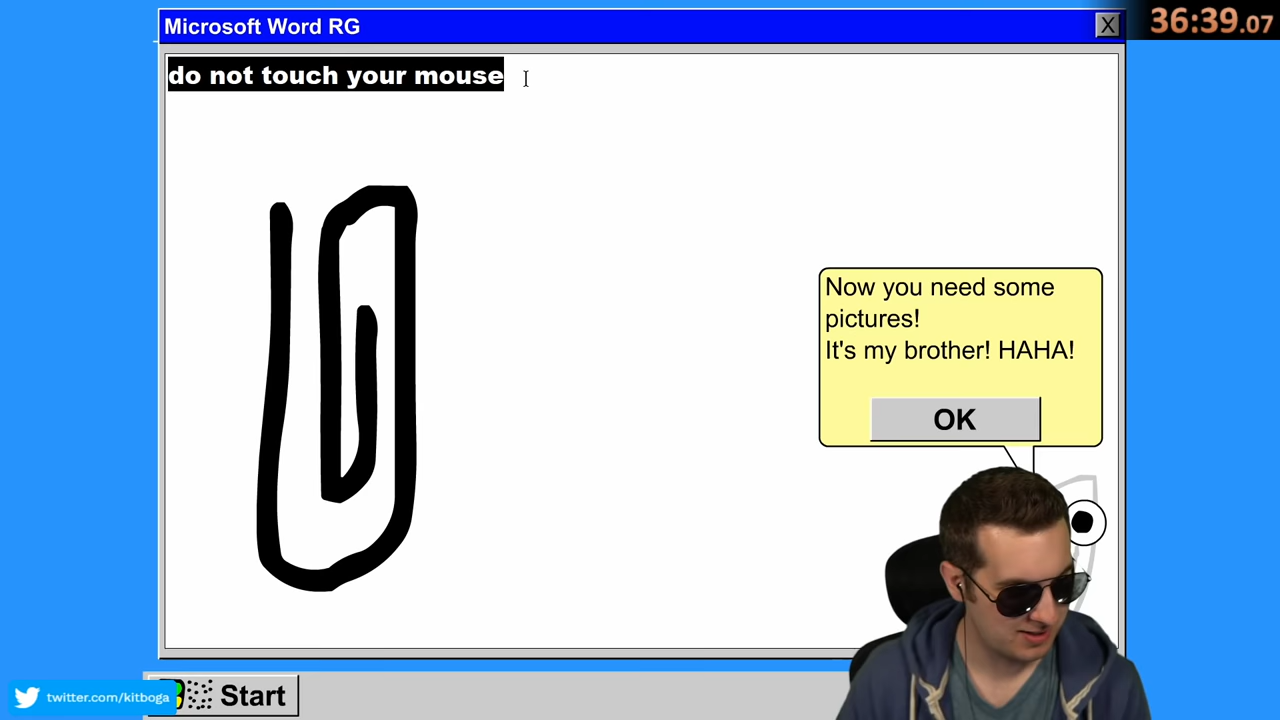 Microsoft Word RG
X
36:39.07
do not touch your mouse
Now you need some
pictures!
It's my brother! HAHA!
OK
Start
twitter.com/kitboga